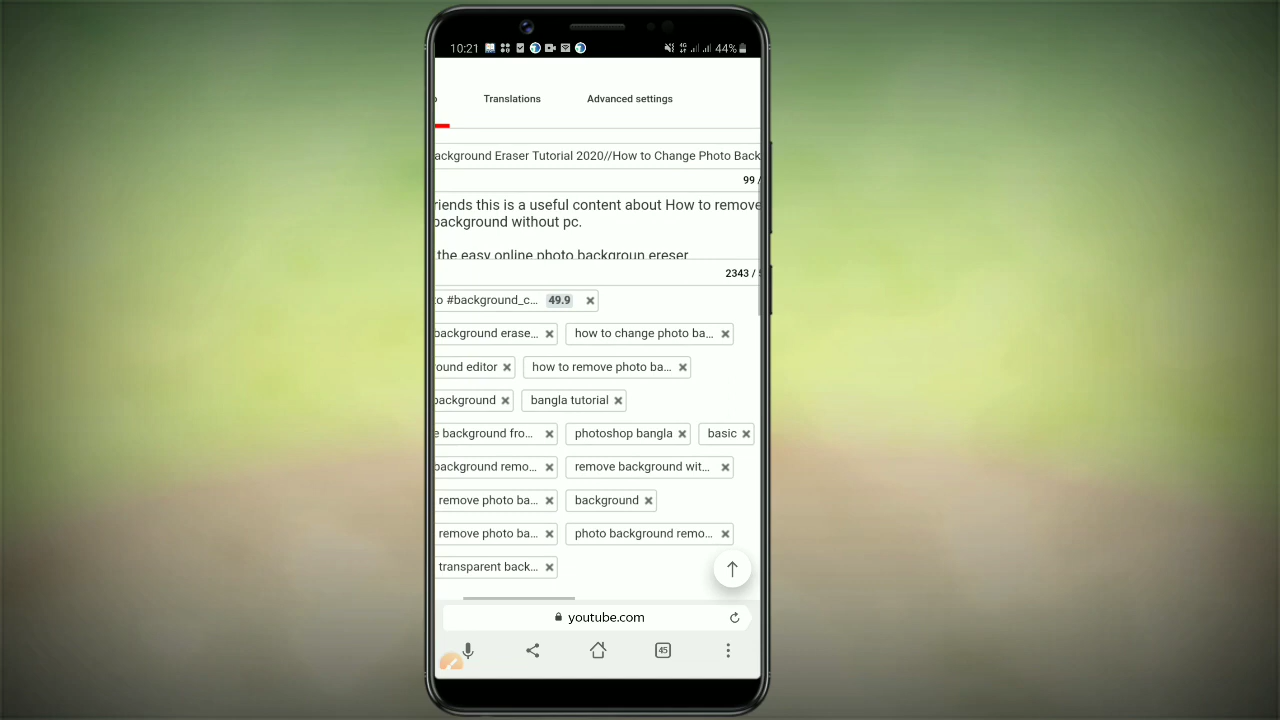 10:21 44%
Translations Advanced settings
ackground Eraser Tutorial 2020//How to Change Photo Back
99 /
riends this is a useful content about How to remove
background without pc.
the easy online photo backgroun ereser
2343 /
o #background_c... 49.9 ×
background erase... × how to change photo ba... ×
ound editor × how to remove photo ba... ×
background × bangla tutorial ×
e background fro... × photoshop bangla × basic ×
background remo... × remove background wit... ×
remove photo ba... × background ×
remove photo ba... × photo background remo... ×
transparent back... ×
youtube.com
45